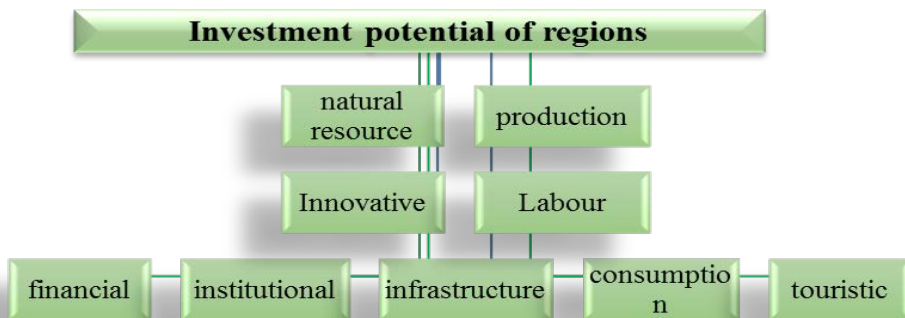 Investment potential of regions
natural
resource
production
Innovative
Labour
financial
institutional
infrastructure
consumptio
n
touristic